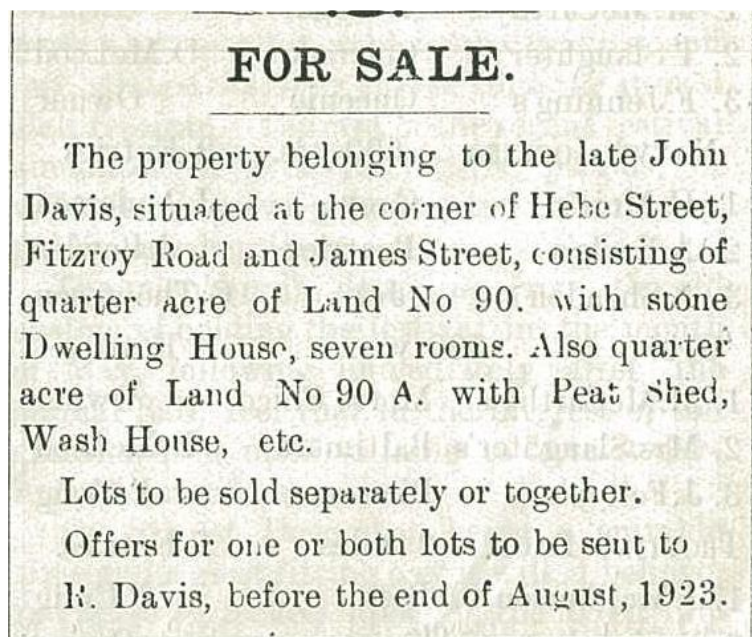 FOR SALE.
The property belonging to the late John
Davis, situated at the corner of Hebe Street,
Fitzroy Road and James Street, consisting of
quarter acre of Land No 90. with stone
Dwelling House, seven rooms. Also quarter
acre of Land No 90 A. with Peat Shed,
Wash House, etc.
Lots to be sold separately or together.
Offers for one or both lots to be sent to
R. Davis, before the end of August, 1923.